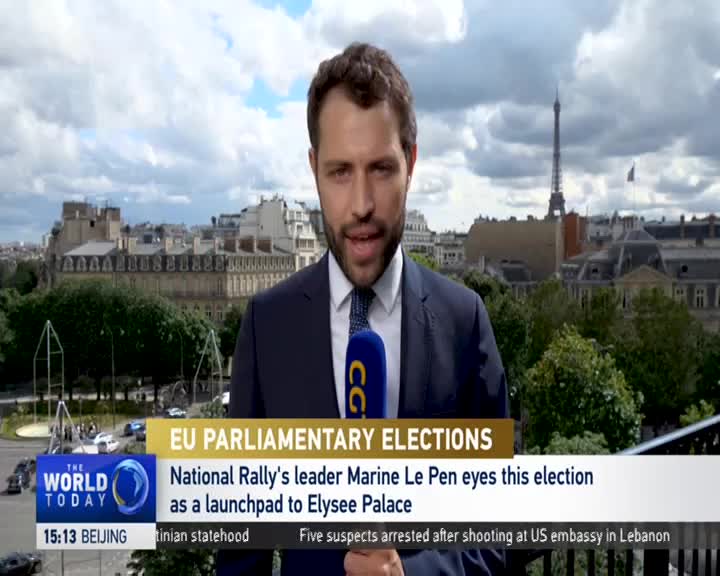 CGT
EU PARLIAMENTARY ELECTIONS
National Rally's leader Marine Le Pen eyes this election
as a launchpad to Elysee Palace
THE
WORLD
TODAY
15:13 BEIJING
tinian statehood Five suspects arrested after shooting at US embassy in Lebanon